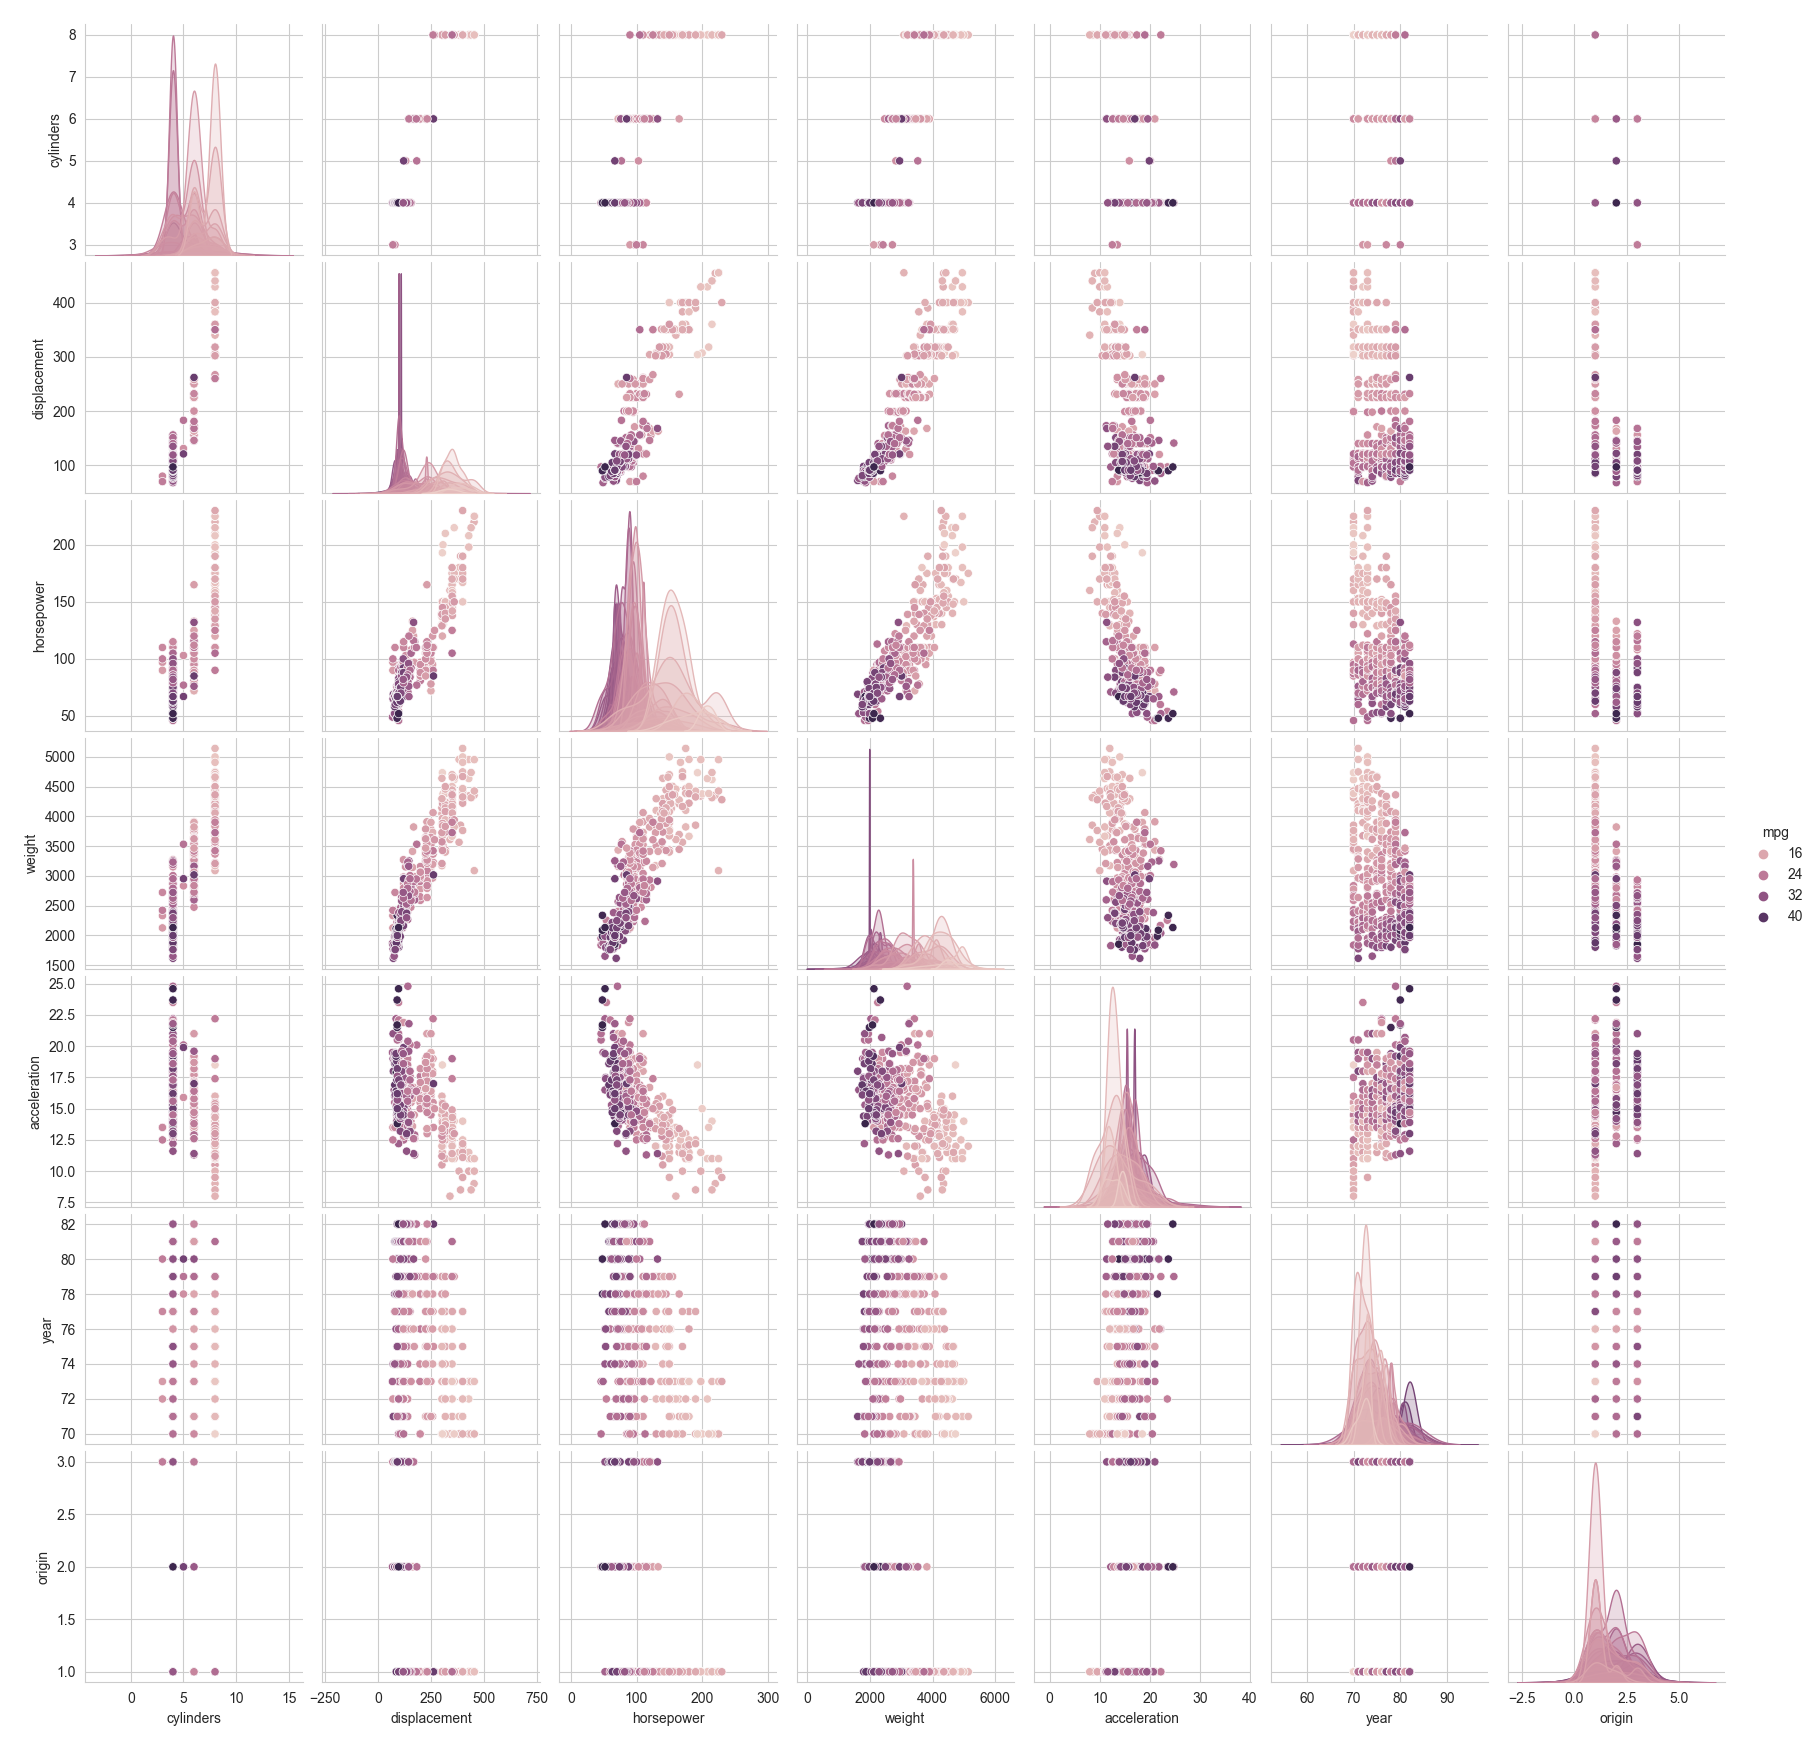 8
7
6
5
4
3
cylinders
400
300
200
100
displacement
200
150
100
50
horsepower
5000
4500
4000
3500
3000
2500
2000
1500
weight
25.0
22.5
20.0
17.5
15.0
12.5
10.0
7.5
acceleration
82
80
78
76
74
72
70
year
3.0
2.5
2.0
1.5
1.0
origin
0 5 10 15
cylinders
−250 0 250 500 750
displacement
0 100 200 300
horsepower
0 2000 4000 6000
weight
0 10 20 30 40
acceleration
60 70 80 90
year
−2.5 0.0 2.5 5.0
origin
mpg
16
24
32
40